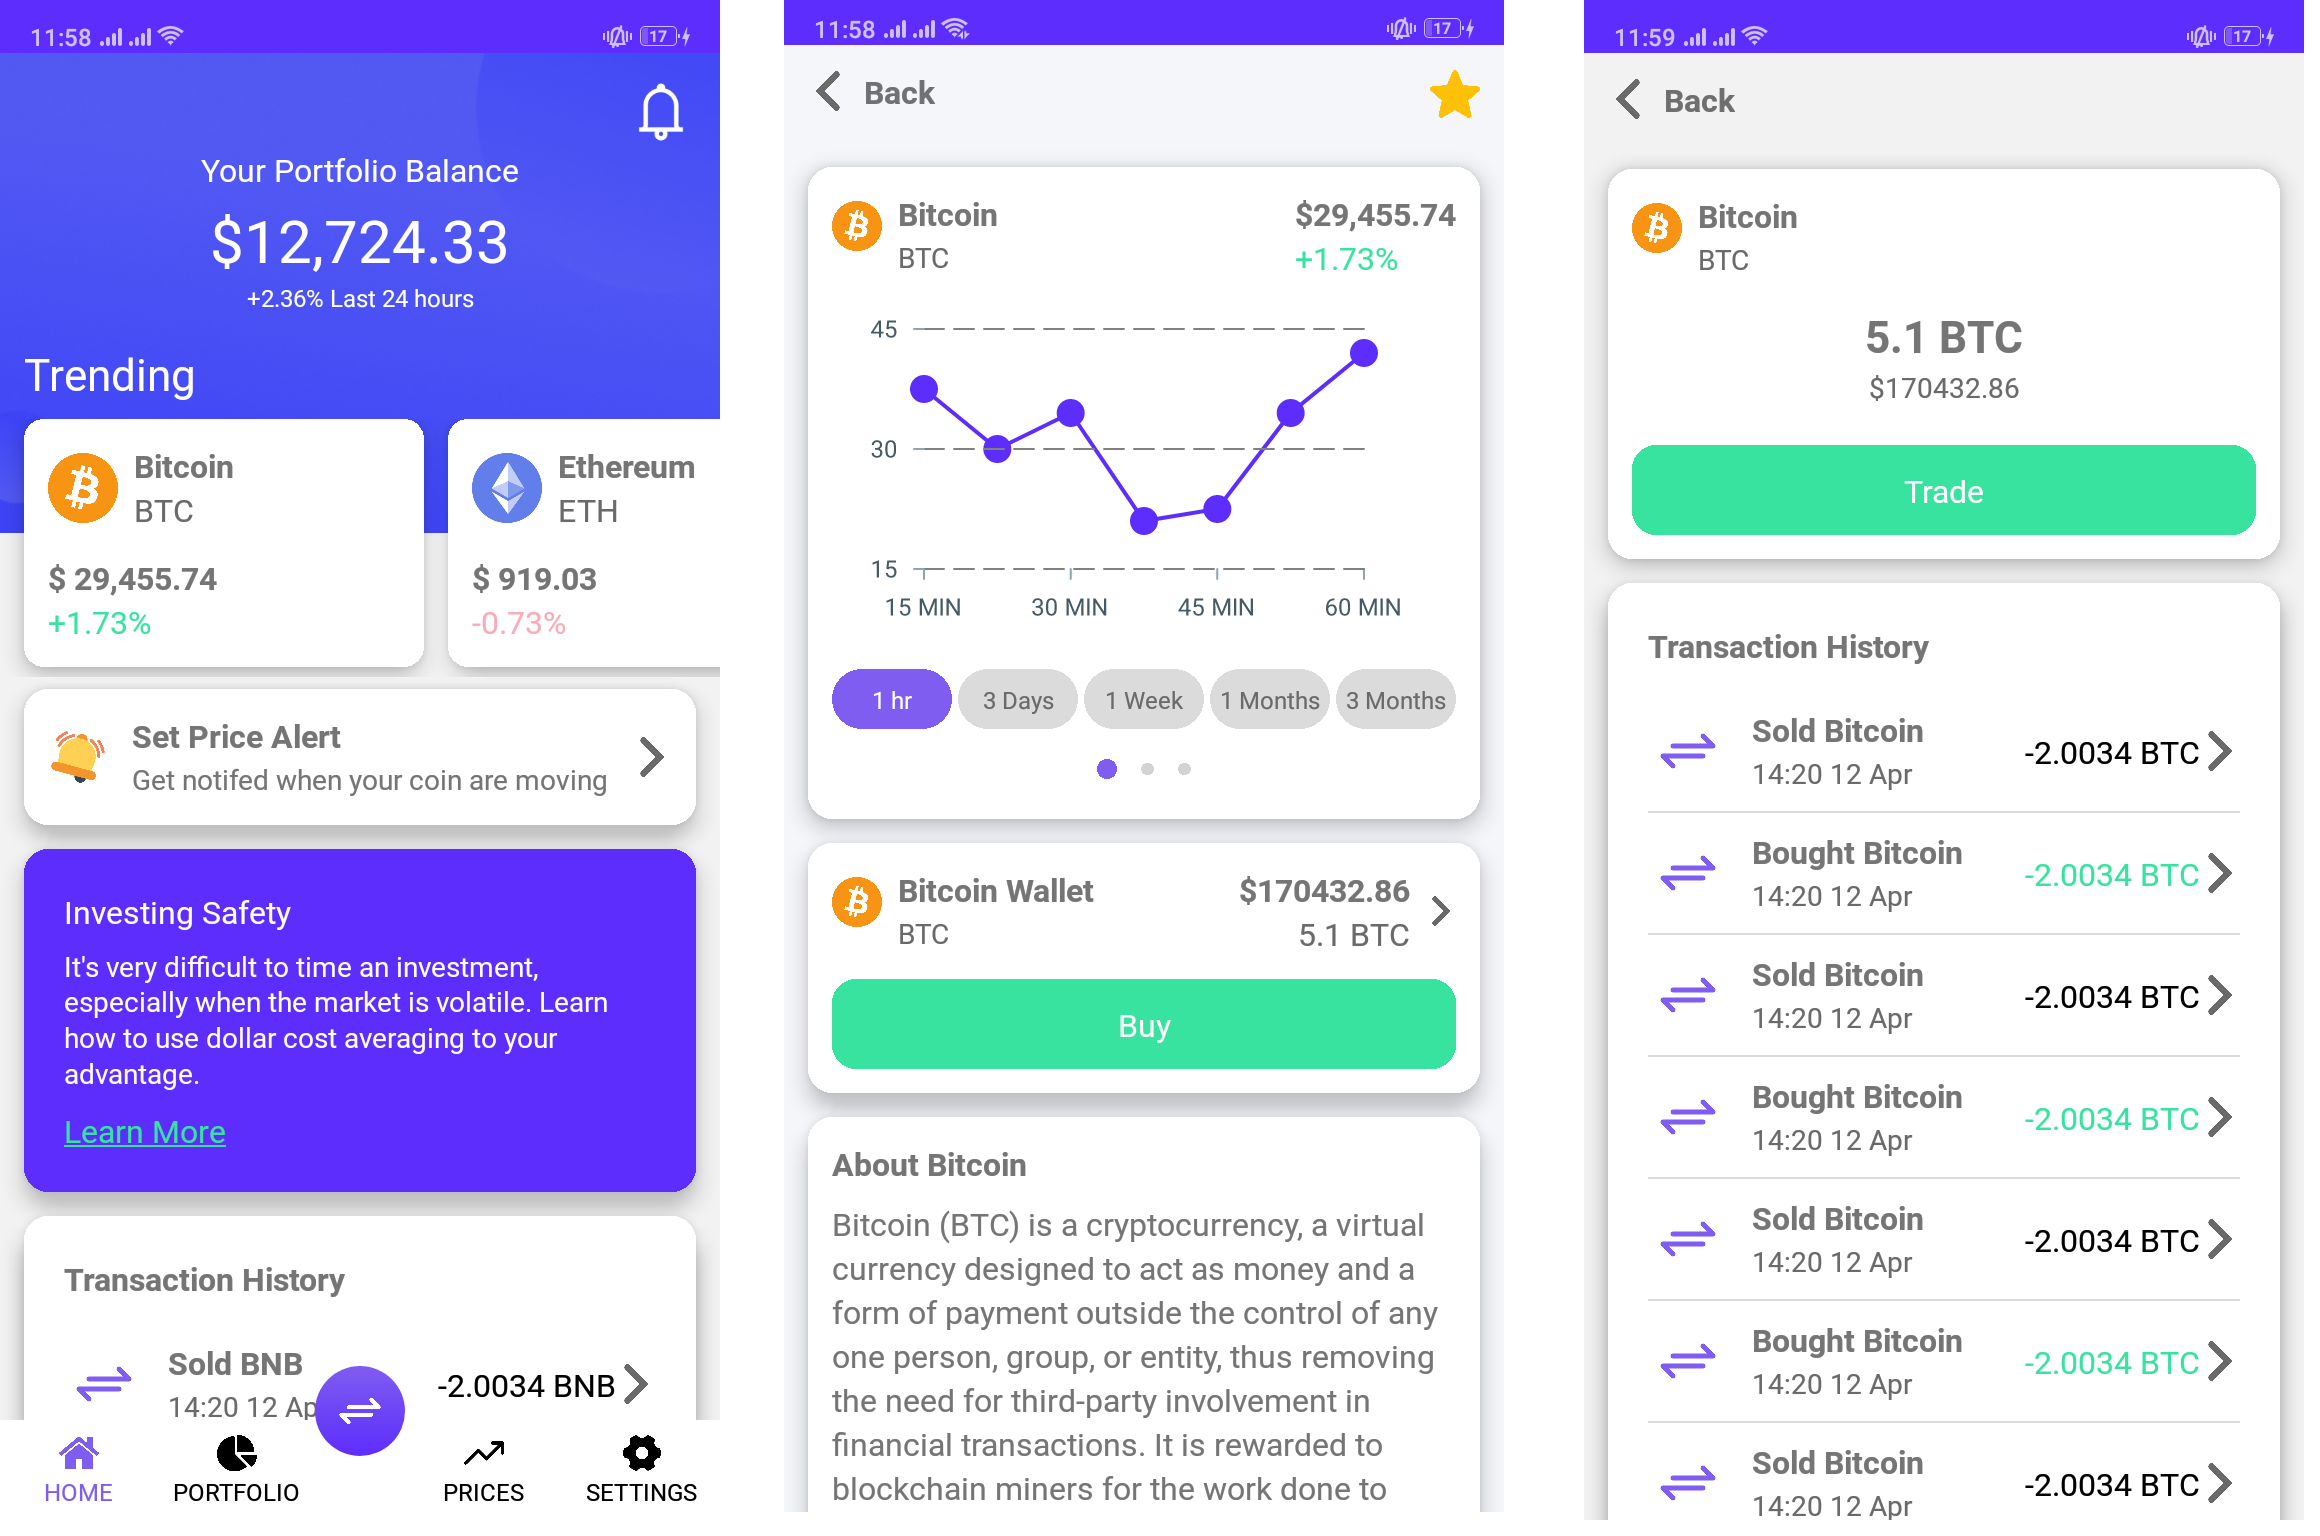 11:58
17
Your Portfolio Balance
$12,724.33
+2.36% Last 24 hours
Trending
Bitcoin
BTC
$ 29,455.74
+1.73%
Ethereum
ETH
$ 919.03
-0.73%
Set Price Alert
Get notifed when your coin are moving
Investing Safety
It's very difficult to time an investment,
especially when the market is volatile. Learn
how to use dollar cost averaging to your
advantage.
Learn More
Transaction History
Sold BNB
14:20 12 Ap
-2.0034 BNB
HOME
PORTFOLIO
PRICES
SETTINGS
11:58
17
Back
Bitcoin
BTC
$29,455.74
+1.73%
45
30
15
15 MIN
30 MIN
45 MIN
60 MIN
1 hr
3 Days
1 Week
1 Months
3 Months
Bitcoin Wallet
BTC
$170432.86
5.1 BTC
Buy
About Bitcoin
Bitcoin (BTC) is a cryptocurrency, a virtual
currency designed to act as money and a
form of payment outside the control of any
one person, group, or entity, thus removing
the need for third-party involvement in
financial transactions. It is rewarded to
blockchain miners for the work done to
11:59
17
Back
Bitcoin
BTC
5.1 BTC
$170432.86
Trade
Transaction History
Sold Bitcoin
14:20 12 Apr
-2.0034 BTC
Bought Bitcoin
14:20 12 Apr
-2.0034 BTC
Sold Bitcoin
14:20 12 Apr
-2.0034 BTC
Bought Bitcoin
14:20 12 Apr
-2.0034 BTC
Sold Bitcoin
14:20 12 Apr
-2.0034 BTC
Bought Bitcoin
14:20 12 Apr
-2.0034 BTC
Sold Bitcoin
14:20 12 Apr
-2.0034 BTC